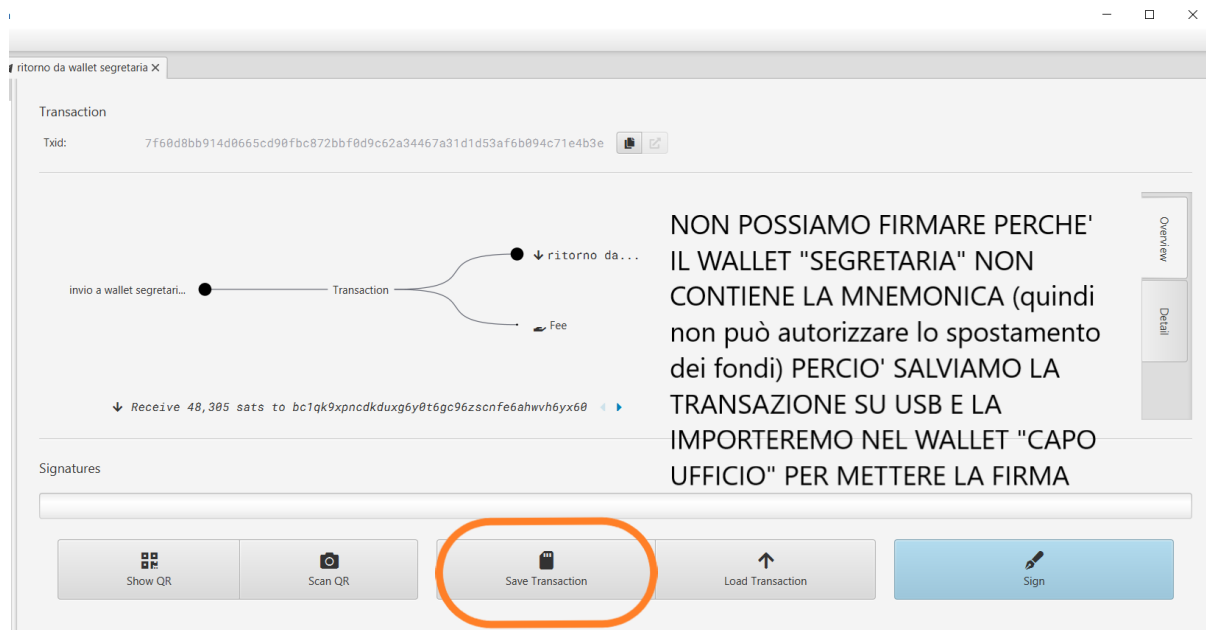 ritorno da wallet segretaria
Transaction
Txid: 7f60d8bb914d0665cd90fbc872bbf0d9c62a34467a31d1d53af6b094c71e4b3e
invio a wallet segretari...
Transaction
ritorno da...
Fee
Receive 48,305 sats to bc1qk9xpncdkduxg6y0t6gc96zscnfe6ahwvh6yx60
NON POSSIAMO FIRMARE PERCHE'
IL WALLET "SEGRETARIA" NON
CONTIENE LA MNEMONICA (quindi
non può autorizzare lo spostamento
dei fondi) PERCIO' SALVIAMO LA
TRANSAZIONE SU USB E LA
IMPORTEREMO NEL WALLET "CAPO
UFFICIO" PER METTERE LA FIRMA
Overview
Detail
Signatures
Show QR
Scan QR
Save Transaction
Load Transaction
Sign